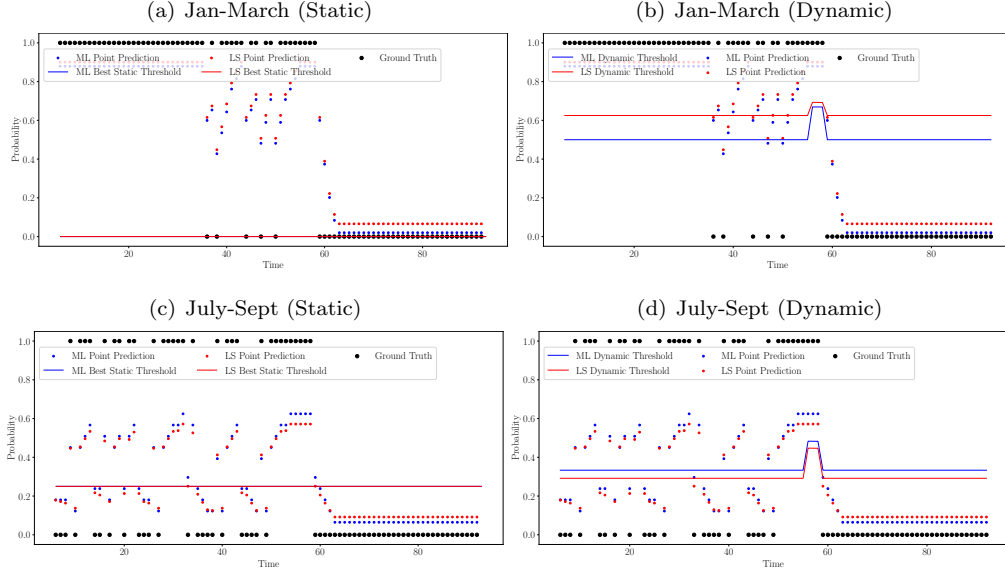 (a) Jan-March (Static)
1.0
0.8
0.6
0.4
0.2
0.0
Probability
ML Point Prediction
ML Best Static Threshold
LS Point Prediction
LS Best Static Threshold
Ground Truth
20
40
60
80
Time
(b) Jan-March (Dynamic)
1.0
0.8
0.6
0.4
0.2
0.0
Probability
ML Dynamic Threshold
LS Dynamic Threshold
ML Point Prediction
LS Point Prediction
Ground Truth
20
40
60
80
Time
(c) July-Sept (Static)
1.0
0.8
0.6
0.4
0.2
0.0
Probability
ML Point Prediction
ML Best Static Threshold
LS Point Prediction
LS Best Static Threshold
Ground Truth
20
40
60
80
Time
(d) July-Sept (Dynamic)
1.0
0.8
0.6
0.4
0.2
0.0
Probability
ML Dynamic Threshold
LS Dynamic Threshold
ML Point Prediction
LS Point Prediction
Ground Truth
20
40
60
80
Time